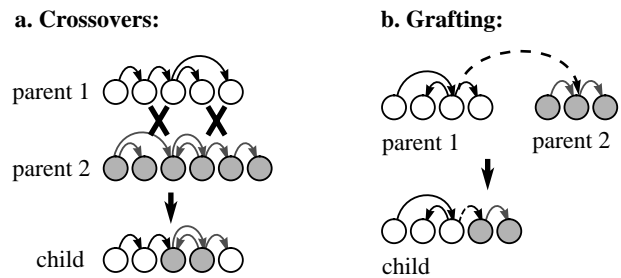 a. Crossovers:
parent 1
parent 2
child
b. Grafting:
parent 1
parent 2
child